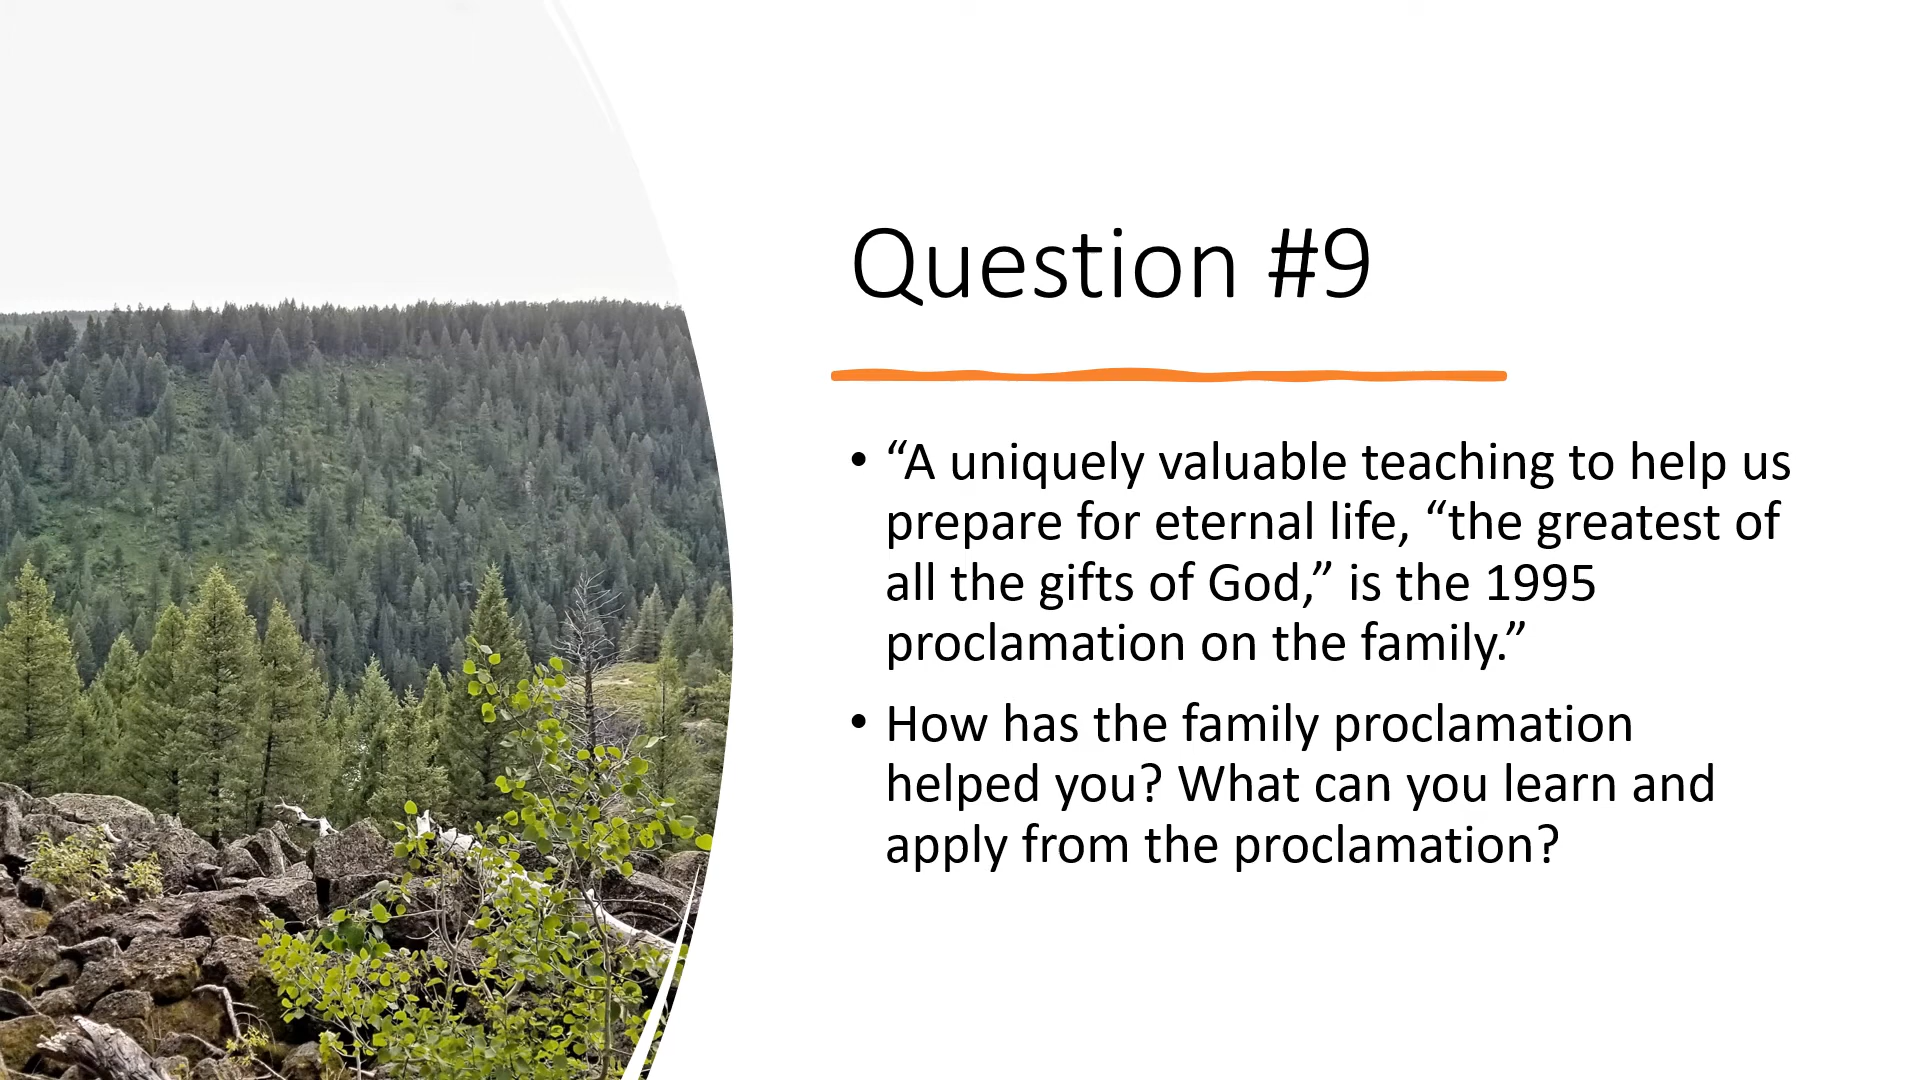 Question #9
• “A uniquely valuable teaching to help us
prepare for eternal life, “the greatest of
all the gifts of God,” is the 1995
proclamation on the family.”
• How has the family proclamation
helped you? What can you learn and
apply from the proclamation?